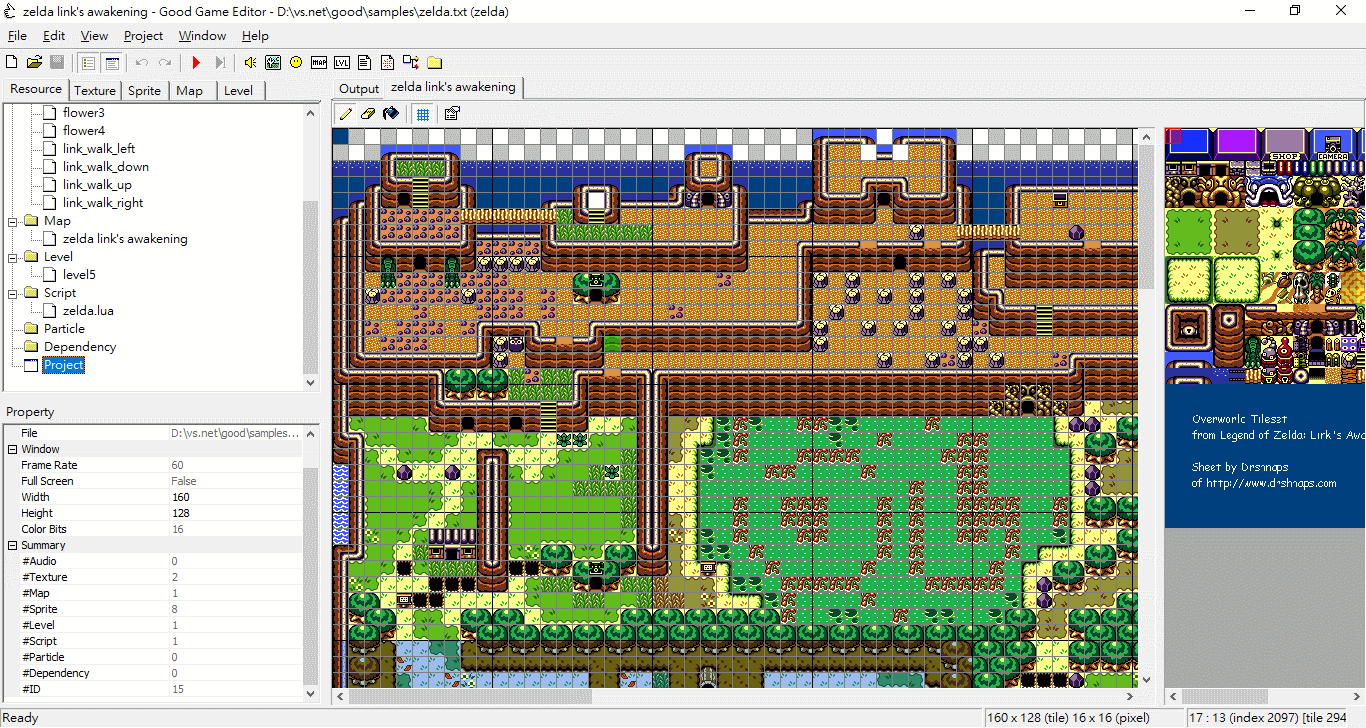 zelda link's awakening - Good Game Editor - D:\vs.net\good\samples\zelda.txt (zelda)
File Edit View Project Window Help
MAP LVL
Resource Texture Sprite Map Level
flower3
flower4
link_walk_left
link_walk_down
link_walk_up
link_walk_right
Map
zelda link's awakening
Level
level5
Script
zelda.lua
Particle
Dependency
Project
Property
File D:\vs.net\good\samples...
Window
Frame Rate 60
Full Screen False
Width 160
Height 128
Color Bits 16
Summary
#Audio 0
#Texture 2
#Map 1
#Sprite 8
#Level 1
#Script 1
#Particle 0
#Dependency 0
#ID 15
Output zelda link's awakening
SHOP CAMERA
Overworld Tileset
from Legend of Zelda: Link's Awa
Sheet by Drshnaps
of http://www.drshnaps.com
Ready
160 x 128 (tile) 16 x 16 (pixel)
17 : 13 (index 2097) [tile 294